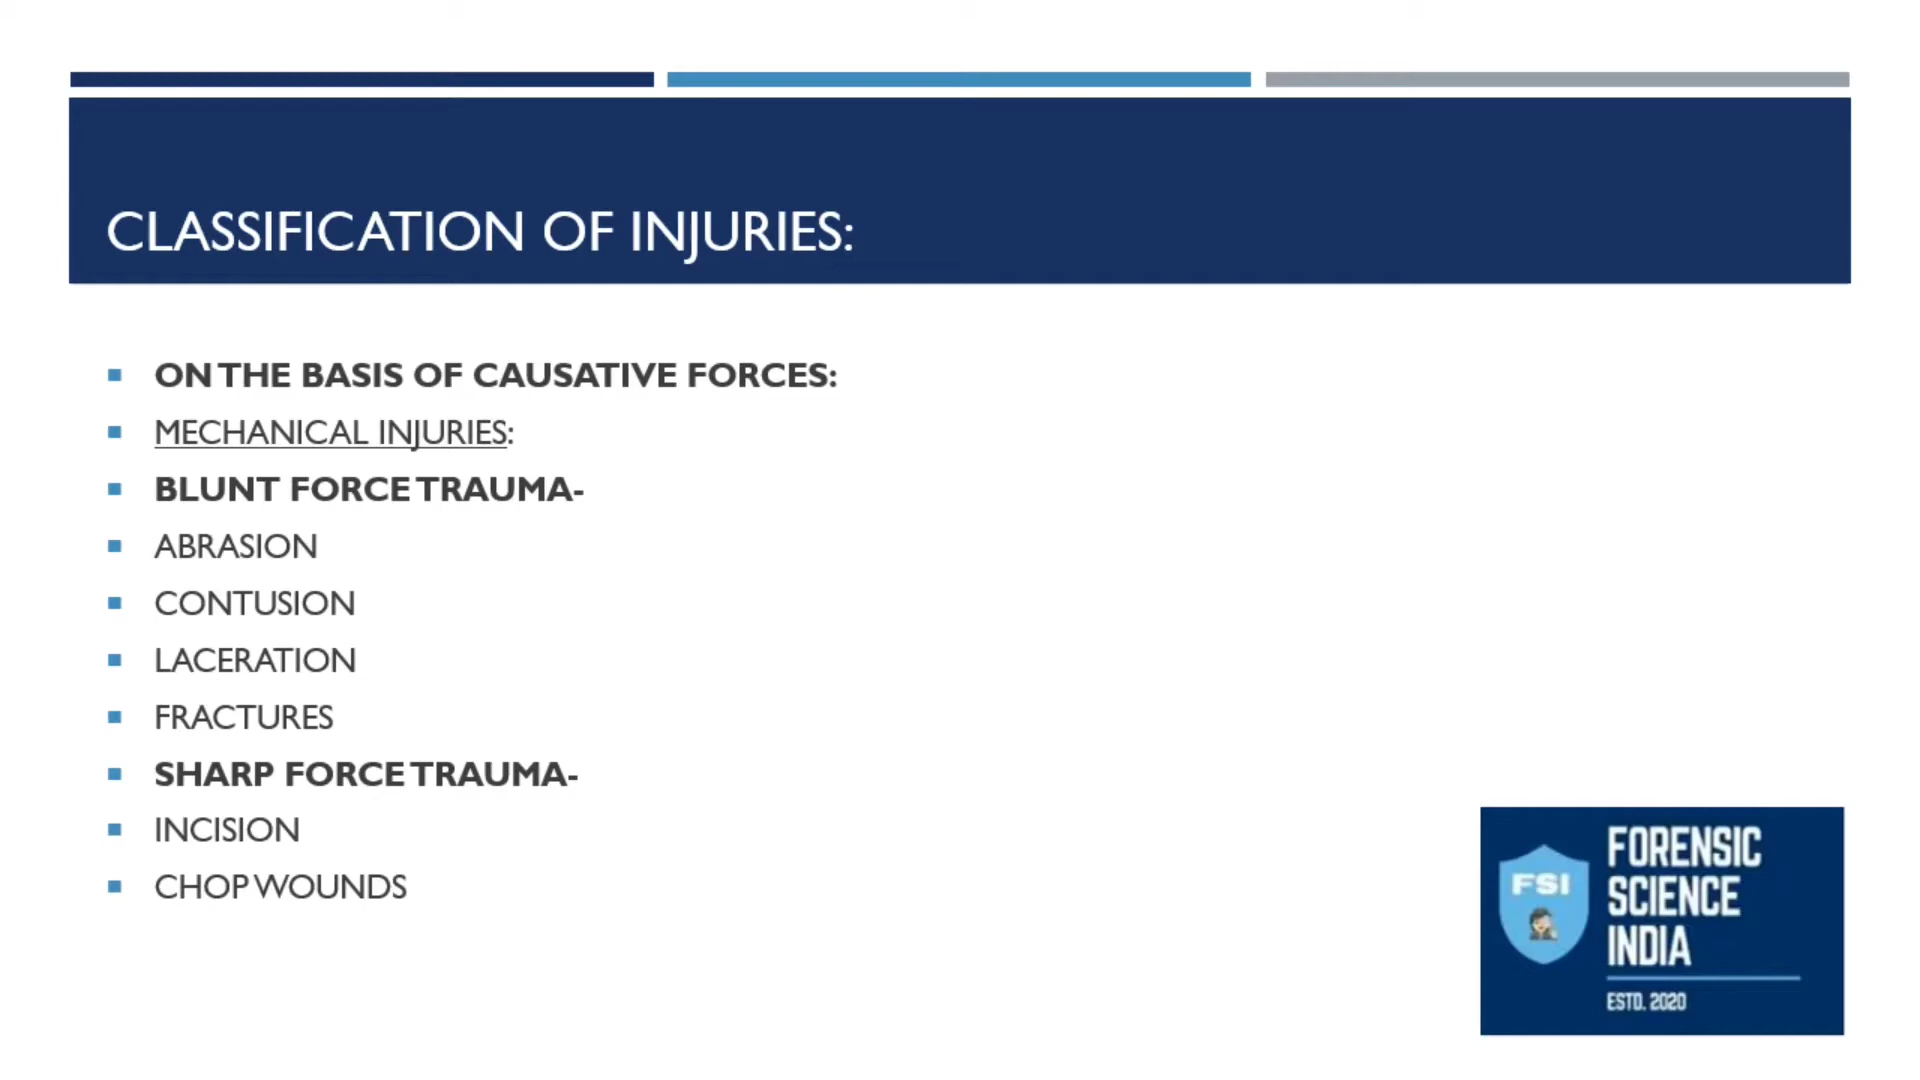 CLASSIFICATION OF INJURIES:
ON THE BASIS OF CAUSATIVE FORCES:
MECHANICAL INJURIES:
BLUNT FORCE TRAUMA-
ABRASION
CONTUSION
LACERATION
FRACTURES
SHARP FORCE TRAUMA-
INCISION
CHOP WOUNDS
FSI
FORENSIC
SCIENCE
INDIA
ESTD. 2020